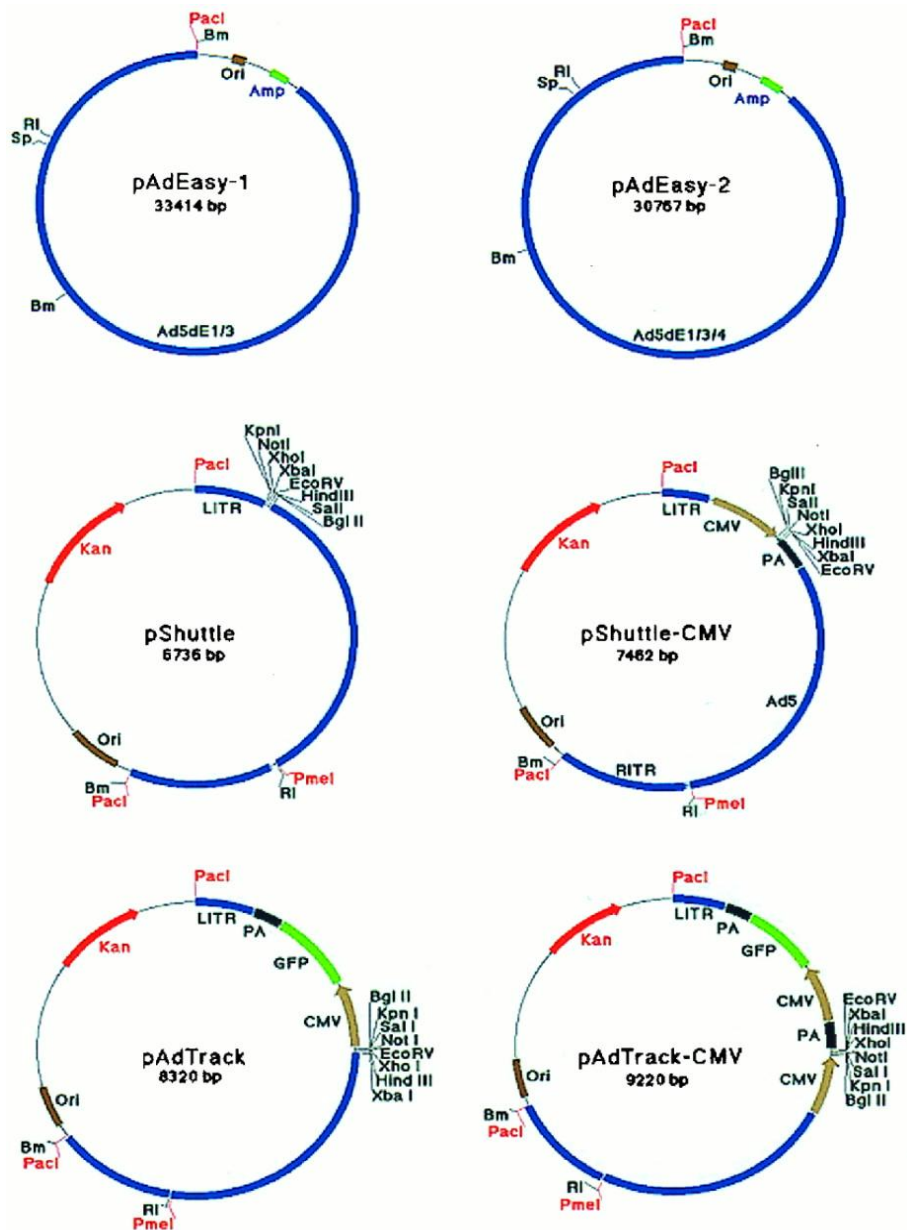 PacI
Bm
Ori
Amp
RI
Sp
pAdEasy-1
33414 bp
Bm
Ad5dE1/3
PacI
Bm
Ori
Amp
RI
Sp
pAdEasy-2
30767 bp
Bm
Ad5dE1/3/4
KpnI
NotI
XhoI
XbaI
EcoRV
HindIII
SalI
Bgl II
PacI
LITR
Kan
pShuttle
6736 bp
Ori
Bm
PacI
PmeI
RI
BglII
KpnI
SalI
NotI
XhoI
HindIII
XbaI
EcoRV
PacI
LITR
CMV
PA
Kan
pShuttle-CMV
7462 bp
Ad5
Ori
Bm
PacI
RITR
PmeI
RI
PacI
LITR
PA
GFP
Kan
CMV
Bgl II
Kpn I
Sal I
Not I
EcoRV
Xho I
Hind III
Xba I
pAdTrack
8320 bp
Ori
Bm
PacI
RI
PmeI
PacI
LITR
PA
GFP
Kan
CMV
PA
EcoRV
XbaI
HindIII
XhoI
NotI
Sal I
Kpn I
Bgl II
pAdTrack-CMV
9220 bp
CMV
Ori
Bm
PacI
RI
PmeI